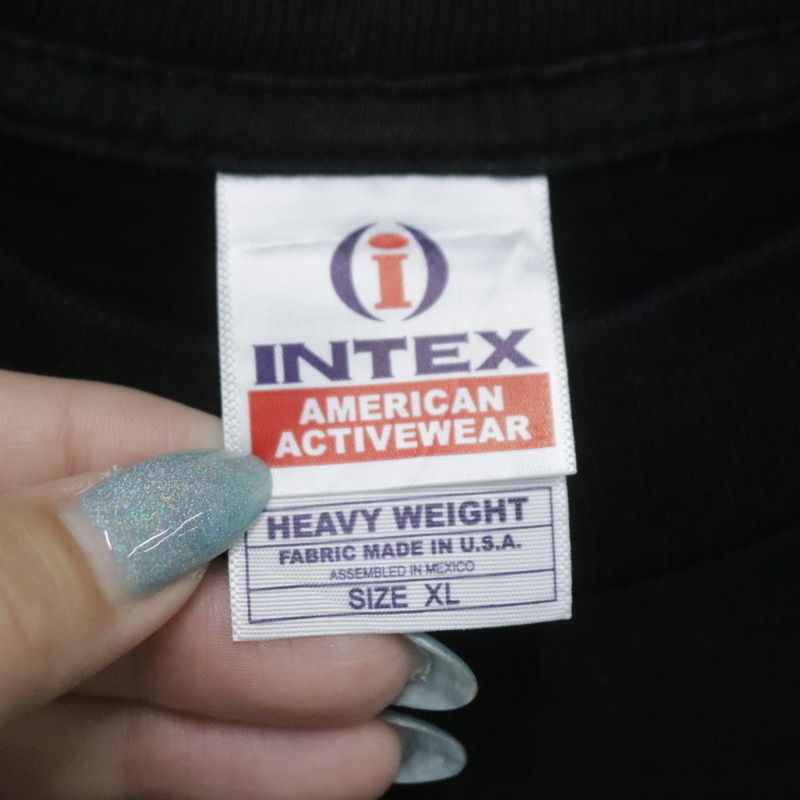 i
INTEX
AMERICAN
ACTIVEWEAR
HEAVY WEIGHT
FABRIC MADE IN U.S.A.
ASSEMBLED IN MEXICO
SIZE XL